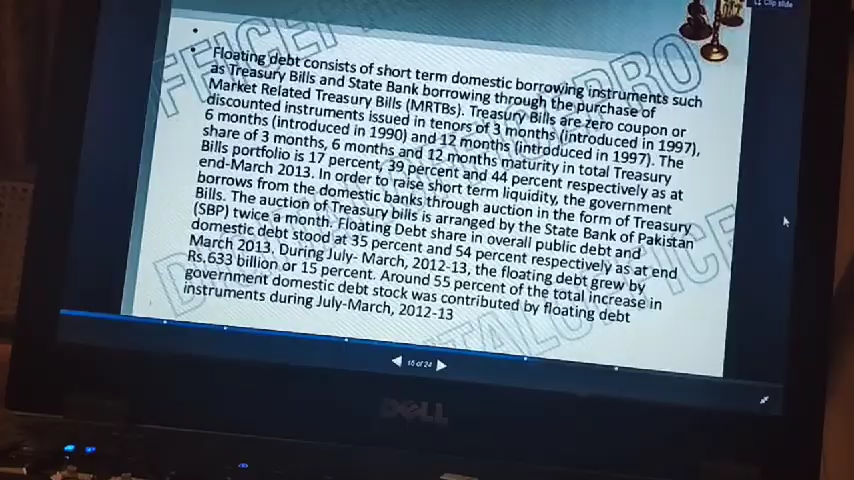 Clip slide
Floating debt consists of short term domestic borrowing instruments such
as Treasury Bills and State Bank borrowing through the purchase of
Market Related Treasury Bills (MRTBs). Treasury Bills are zero coupon or
discounted instruments issued in tenors of 3 months (introduced in 1997),
6 months (introduced in 1990) and 12 months (introduced in 1997). The
share of 3 months, 6 months and 12 months maturity in total Treasury
Bills portfolio is 17 percent, 39 percent and 44 percent respectively as at
end-March 2013. In order to raise short term liquidity, the government
borrows from the domestic banks through auction in the form of Treasury
Bills. The auction of Treasury bills is arranged by the State Bank of Pakistan
(SBP) twice a month. Floating Debt share in overall public debt and
domestic debt stood at 35 percent and 54 percent respectively as at end
March 2013. During July- March, 2012-13, the floating debt grew by
Rs.633 billion or 15 percent. Around 55 percent of the total increase in
government domestic debt stock was contributed by floating debt
instruments during July-March, 2012-13
of 24
DELL